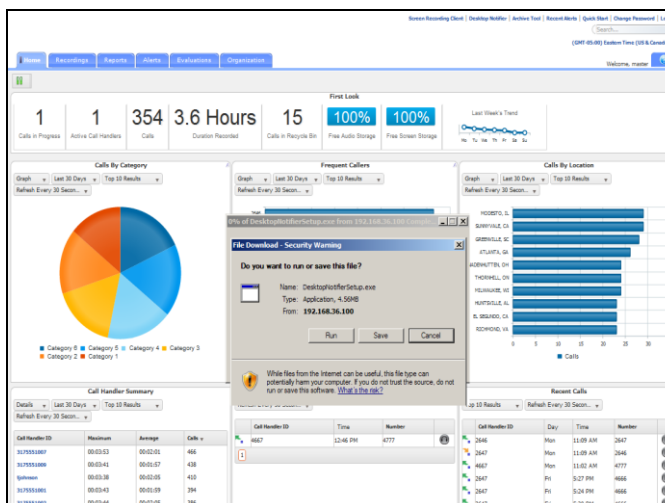 Screen Recording Client | Desktop Notifier | Archive Tool | Recent Alerts | Quick Start | Change Password |
Search...
(GMT-05:00) Eastern Time (US & Canada
Home Recordings Reports Alerts Evaluations Organization
Welcome, master
First Look
1 1 354 3.6 Hours 15 100% 100%
Last Week's Trend
Calls in Progress Active Call Handlers Calls Duration Recorded Calls in Recycle Bin Free Audio Storage Free Screen Storage
Mo Tu We Th Fr Sa Su
Calls By Category Frequent Callers Calls By Location
Graph Last 30 Days Top 10 Results Graph Last 30 Days Top 10 Results Graph Last 30 Days Top 10 Results
Refresh Every 30 Secon... Refresh Every 30 Secon... Refresh Every 30 Secon...
0% of DesktopNotifierSetup.exe from 192.168.36.100
File Download - Security Warning
Do you want to run or save this file?
Name: DesktopNotifierSetup.exe
Type: Application, 4.56MB
From: 192.168.36.100
Run Save Cancel
While files from the Internet can be useful, this file type can
potentially harm your computer. If you do not trust the source, do not
run or save this software. What's the risk?
MODESTO, IL
SUNNYVALE, CA
GREENVILLE, SC
ATLANTA, GA
THORNHILL, ON
MILWAUKEE, WI
HUNTSVILLE, AL
EL SEGUNDO, CA
RICHMOND, VA
0 5 10 15 20 25 30
Calls
Category 6 Category 5 Category 4 Category 3
Category 2 Category 1
Call Handler Summary Recent Calls
Details Last 30 Days Top 10 Results
Refresh Every 30 Secon...
Top 10 Results Refresh Every 30 Secon...
Call Handler ID Maximum Average Calls
3175551007 00:03:53 00:02:01 466
3175551008 00:03:41 00:01:57 438
Sjohnson 00:03:38 00:02:05 410
3175551001 00:03:43 00:01:59 394
Call Handler ID Time Number
4667 12:46 PM 4777
1
Call Handler ID Day Time Number
2646 Mon 11:09 AM 2647
2647 Mon 11:09 AM 2646
4667 Mon 11:02 AM 4777
2647 Fri 5:27 PM 4666
2647 Fri 5:24 PM 4666